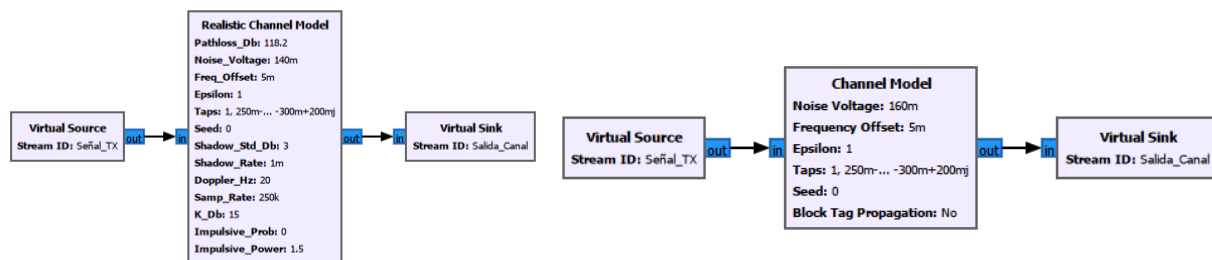 Virtual Source
Stream ID: Señal_TX
out
in
Realistic Channel Model
Pathloss_Db: 118.2
Noise_Voltage: 140m
Freq_Offset: 5m
Epsilon: 1
Taps: 1, 250m-... -300m+200mj
Seed: 0
Shadow_Std_Db: 3
Shadow_Rate: 1m
Doppler_Hz: 20
Samp_Rate: 250k
K_Db: 15
Impulsive_Prob: 0
Impulsive_Power: 1.5
out
in
Virtual Sink
Stream ID: Salida_Canal
Virtual Source
Stream ID: Señal_TX
out
in
Channel Model
Noise Voltage: 160m
Frequency Offset: 5m
Epsilon: 1
Taps: 1, 250m-... -300m+200mj
Seed: 0
Block Tag Propagation: No
out
in
Virtual Sink
Stream ID: Salida_Canal